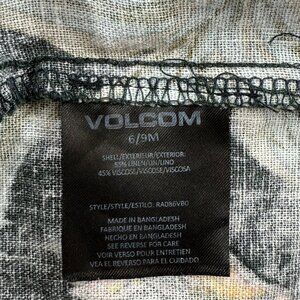 VOLCOM
6/9M
SHELL/EXTERIEUR/EXTERIOR:
55% LINEN/LIN/LINO
45% VISCOSE/VISCOSE/VISCOSA
STYLE/STYLE/ESTILO:
MADE IN BANGLADESH
FABRIQUE EN BANGLADESH
HECHO EN BANGLADESH
SEE REVERSE FOR CARE
VOIR VERSO POUR L'ENTRETIEN
VEA EL REVERSO PARA EL CUIDADO